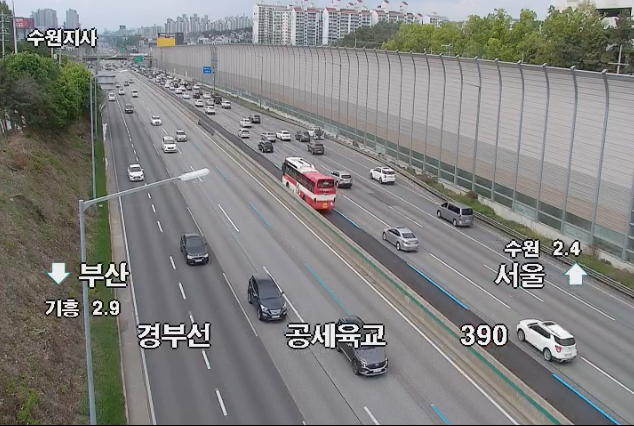 수원지사
수원 2.4
서울
부산
기흥 2.9
경부선 공세육교 390